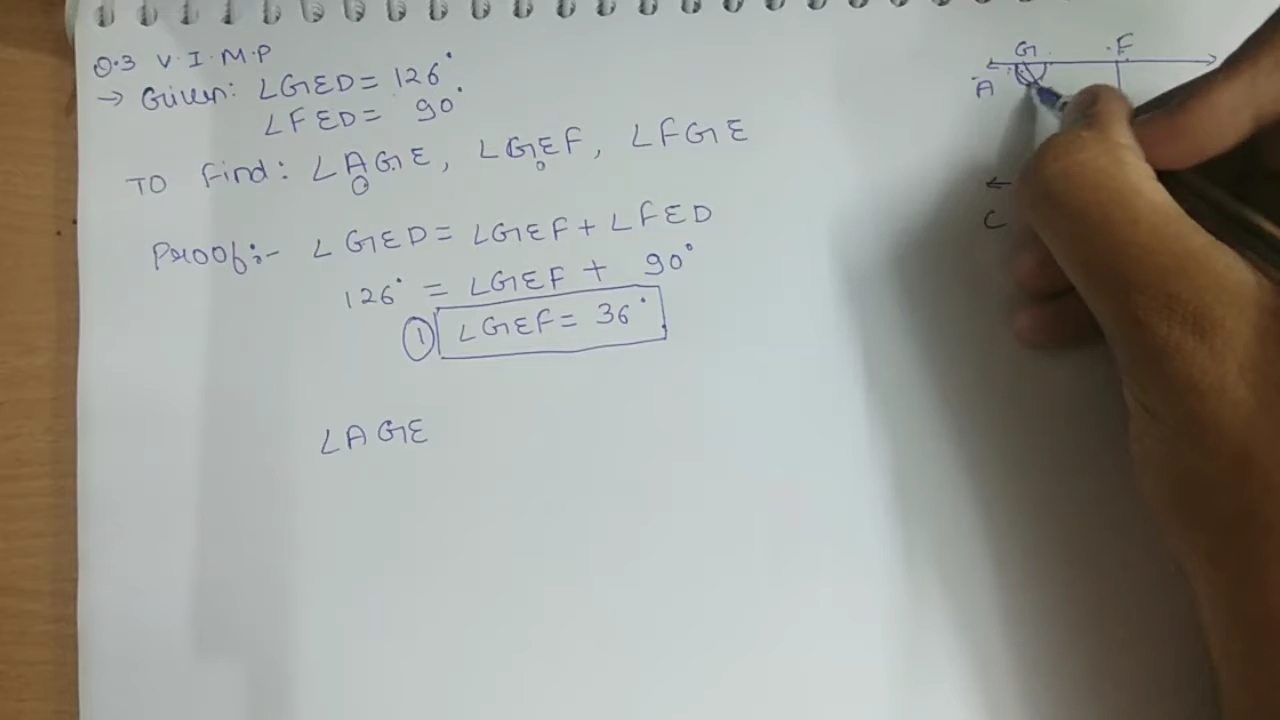 Q.3 V.I.M.P
→ Given: ∠GED = 126°
∠FED = 90°
To find: ∠AGE, ∠GEF, ∠FGE
Proof:- ∠GED = ∠GEF + ∠FED
126° = ∠GEF + 90°
① ∠GEF = 36°
∠AGE
G F
A
C